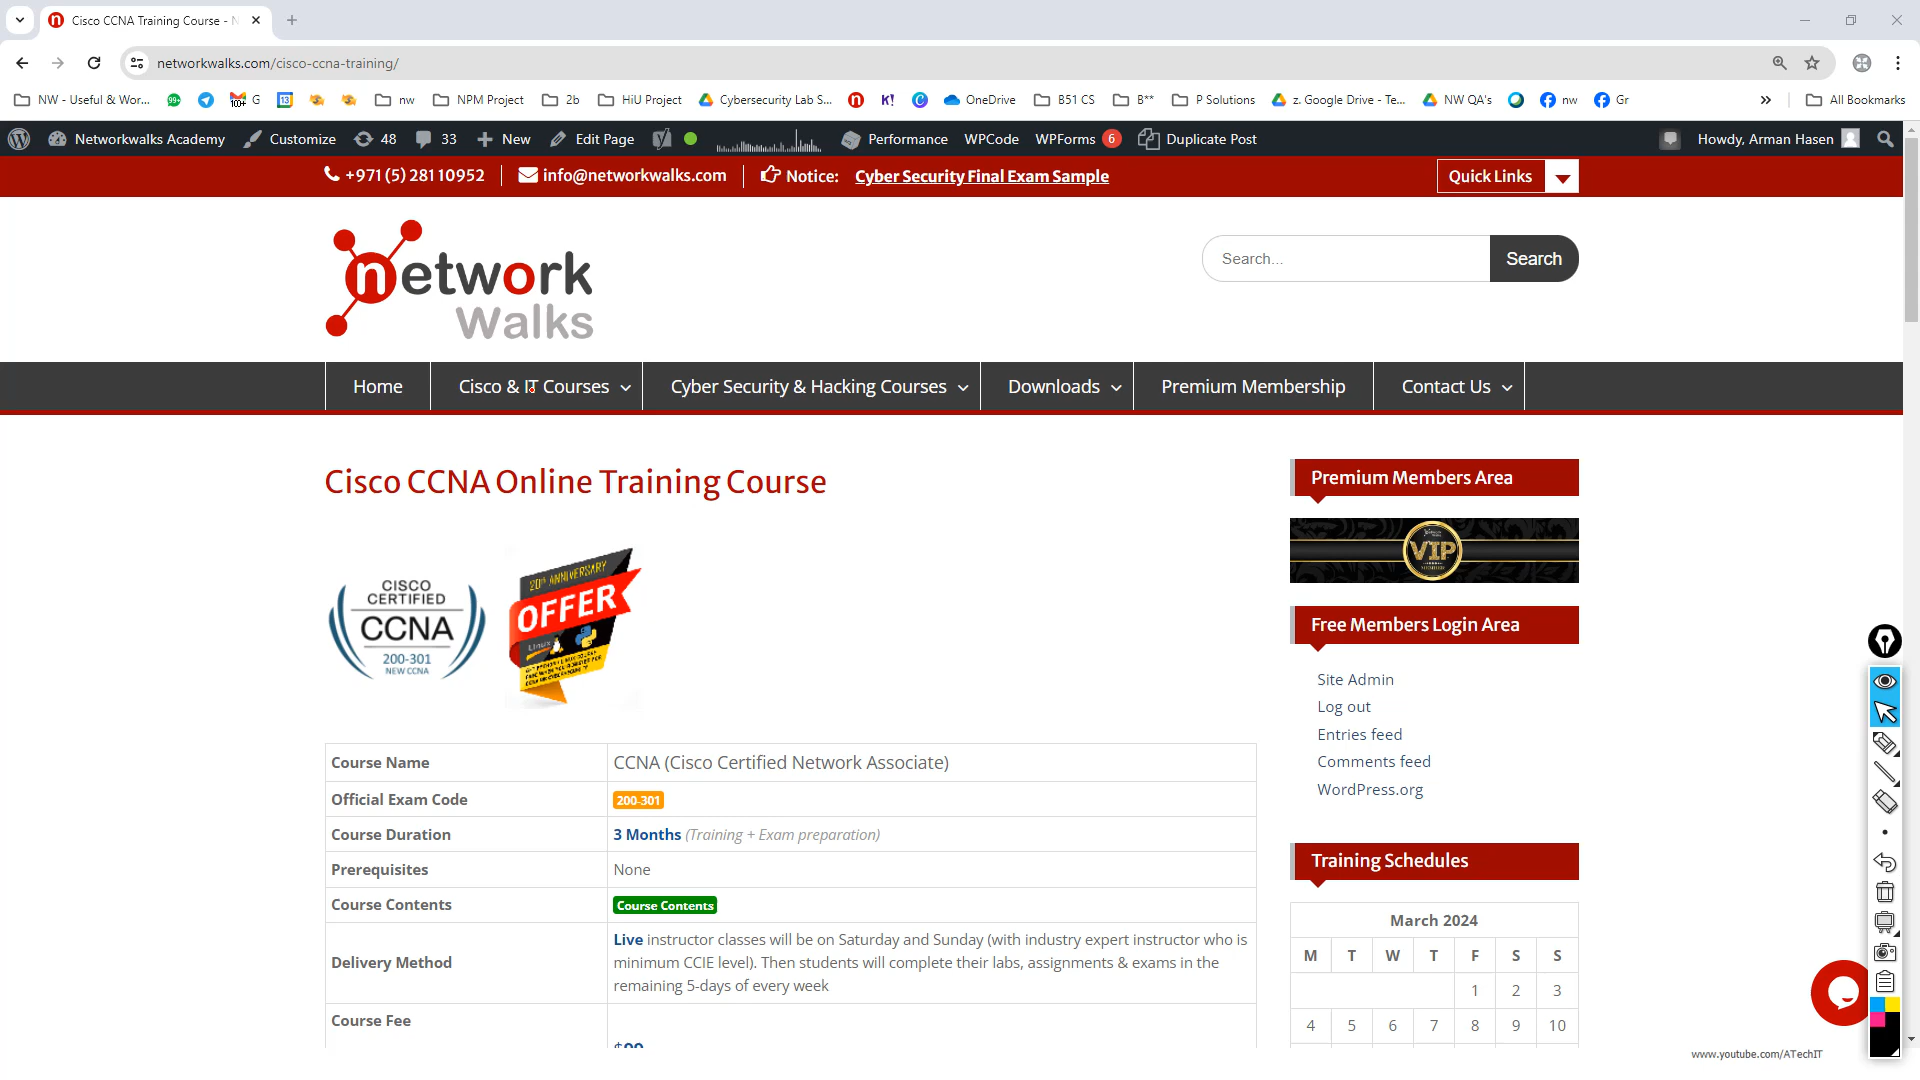 Cisco CCNA Training Course - N
networkwalks.com/cisco-ccna-training/
NW - Useful & Wor...
99+
100+
G
13
nw
NPM Project
2b
HiU Project
Cybersecurity Lab S...
K!
OneDrive
B51 CS
B**
P Solutions
z. Google Drive - Te...
NW QA's
nw
Gr
All Bookmarks
Networkwalks Academy
Customize
48
33
New
Edit Page
Performance
WPCode
WPForms 6
Duplicate Post
Howdy, Arman Hasen
+971 (5) 281 10952
info@networkwalks.com
Notice:
Cyber Security Final Exam Sample
Quick Links
network
Walks
Search...
Search
Home
Cisco & IT Courses
Cyber Security & Hacking Courses
Downloads
Premium Membership
Contact Us
Cisco CCNA Online Training Course
CISCO
CERTIFIED
CCNA
200-301
NEW CCNA
20th ANNIVERSARY
OFFER
Linux
Course Name
CCNA (Cisco Certified Network Associate)
Official Exam Code
200-301
Course Duration
3 Months (Training + Exam preparation)
Prerequisites
None
Course Contents
Course Contents
Delivery Method
Live instructor classes will be on Saturday and Sunday (with industry expert instructor who is
minimum CCIE level). Then students will complete their labs, assignments & exams in the
remaining 5-days of every week
Course Fee
$99
Premium Members Area
VIP
Free Members Login Area
Site Admin
Log out
Entries feed
Comments feed
WordPress.org
Training Schedules
March 2024
M T W T F S S
1 2 3
4 5 6 7 8 9 10
www.youtube.com/ATechIT